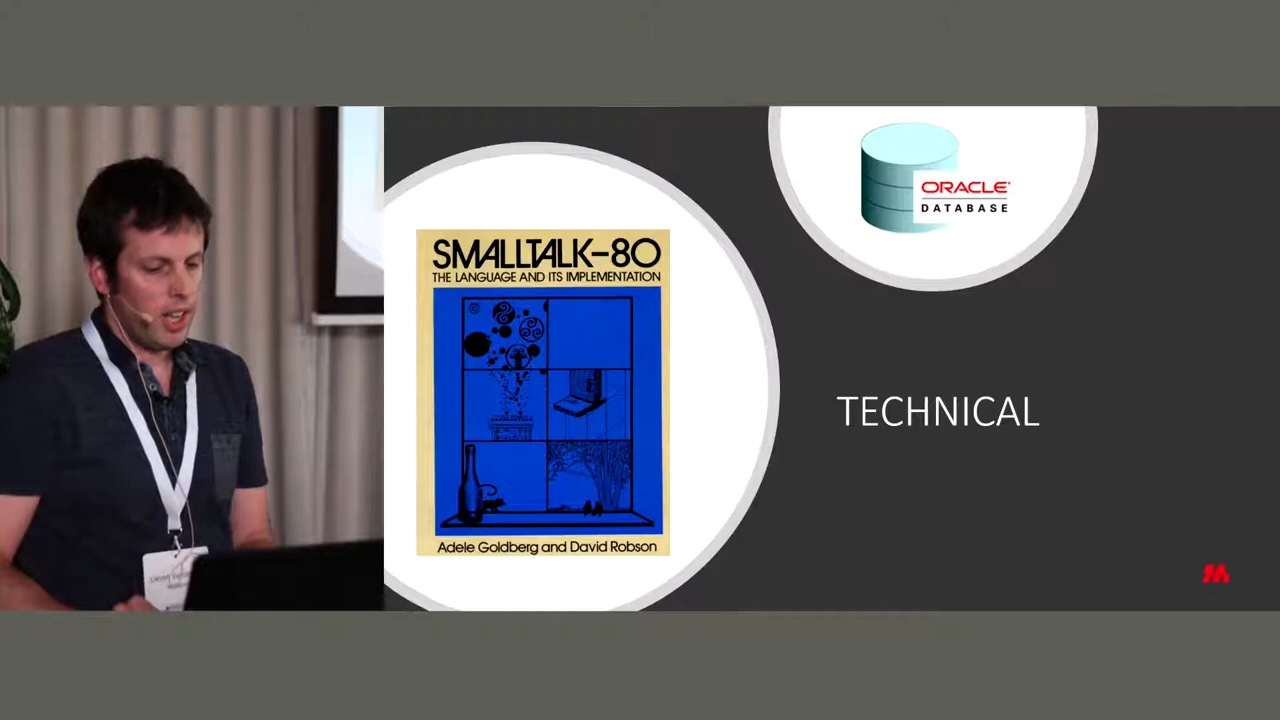 SMALLTALK-80
THE LANGUAGE AND ITS IMPLEMENTATION
Adele Goldberg and David Robson
ORACLE
DATABASE
TECHNICAL